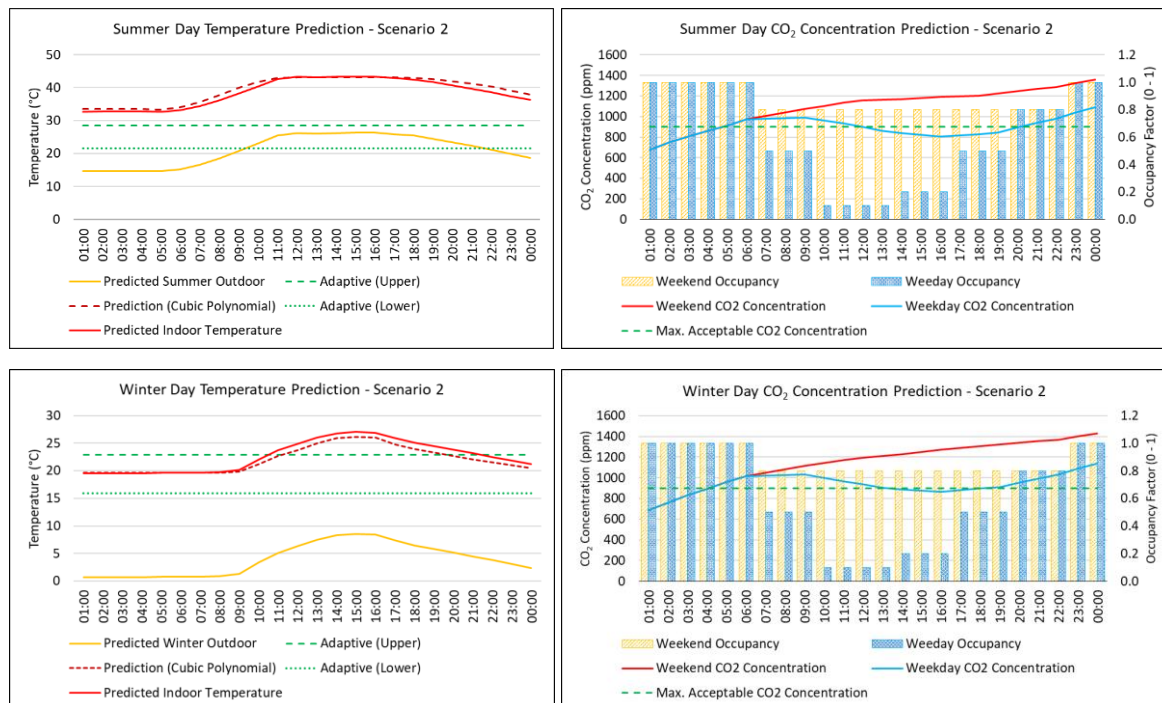 Summer Day Temperature Prediction - Scenario 2
50
40
30
20
10
0
Temperature (°C)
01:00 02:00 03:00 04:00 05:00 06:00 07:00 08:00 09:00 10:00 11:00 12:00 13:00 14:00 15:00 16:00 17:00 18:00 19:00 20:00 21:00 22:00 23:00 00:00
Predicted Summer Outdoor Adaptive (Upper)
Prediction (Cubic Polynomial) Adaptive (Lower)
Predicted Indoor Temperature
Summer Day CO2 Concentration Prediction - Scenario 2
1600 1.2
1400
1200 1.0
1000 0.8
800 0.6
600
400 0.4
200 0.2
0 0.0
CO2 Concentration (ppm)
Occupancy Factor (0 - 1)
01:00 02:00 03:00 04:00 05:00 06:00 07:00 08:00 09:00 10:00 11:00 12:00 13:00 14:00 15:00 16:00 17:00 18:00 19:00 20:00 21:00 22:00 23:00 00:00
Weekend Occupancy Weeday Occupancy
Weekend CO2 Concentration Weekday CO2 Concentration
Max. Acceptable CO2 Concentration
Winter Day Temperature Prediction - Scenario 2
30
25
20
15
10
5
0
Temperature (°C)
01:00 02:00 03:00 04:00 05:00 06:00 07:00 08:00 09:00 10:00 11:00 12:00 13:00 14:00 15:00 16:00 17:00 18:00 19:00 20:00 21:00 22:00 23:00 00:00
Predicted Winter Outdoor Adaptive (Upper)
Prediction (Cubic Polynomial) Adaptive (Lower)
Predicted Indoor Temperature
Winter Day CO2 Concentration Prediction - Scenario 2
1600 1.2
1400
1200 1.0
1000 0.8
800 0.6
600
400 0.4
200 0.2
0 0.0
CO2 Concentration (ppm)
Occupancy Factor (0 - 1)
01:00 02:00 03:00 04:00 05:00 06:00 07:00 08:00 09:00 10:00 11:00 12:00 13:00 14:00 15:00 16:00 17:00 18:00 19:00 20:00 21:00 22:00 23:00 00:00
Weekend Occupancy Weeday Occupancy
Weekend CO2 Concentration Weekday CO2 Concentration
Max. Acceptable CO2 Concentration